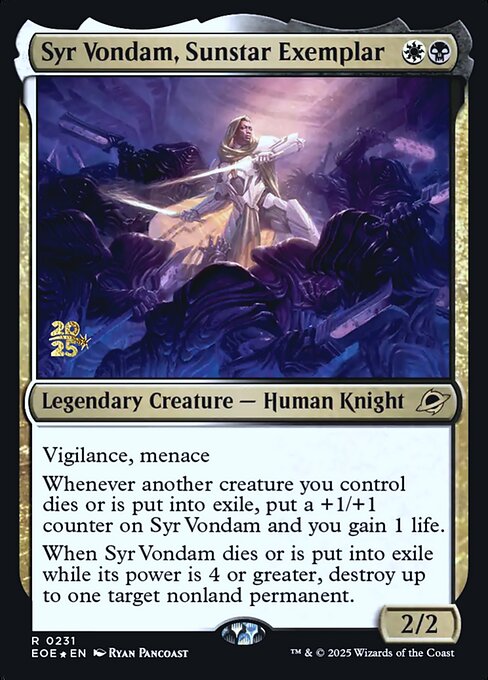 Syr Vondam, Sunstar Exemplar
2025
Legendary Creature — Human Knight
Vigilance, menace
Whenever another creature you control
dies or is put into exile, put a +1/+1
counter on Syr Vondam and you gain 1 life.
When Syr Vondam dies or is put into exile
while its power is 4 or greater, destroy up
to one target nonland permanent.
2/2
R 0231
EOE ★ EN Ryan Pancoast
™ & © 2025 Wizards of the Coast